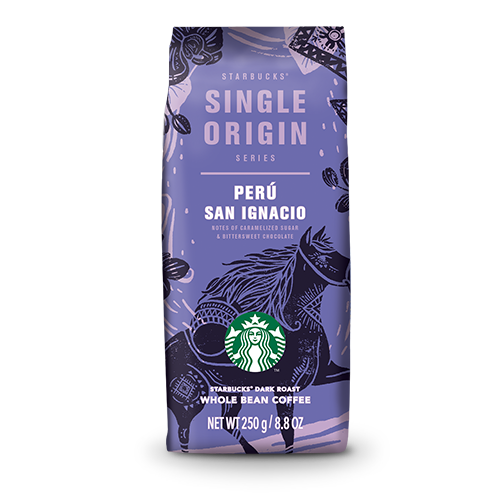 STARBUCKS®
SINGLE
ORIGIN
SERIES
PERÚ
SAN IGNACIO
NOTES OF CARAMELIZED SUGAR
& BITTERSWEET CHOCOLATE
TM
STARBUCKS® DARK ROAST
WHOLE BEAN COFFEE
NET WT 250 g / 8.8 OZ